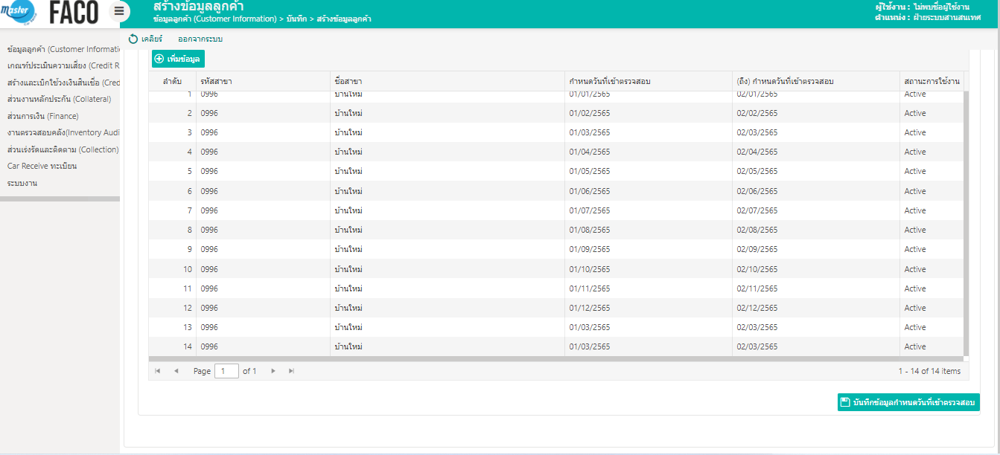 master FACO
สร้างข้อมูลลูกค้า
ข้อมูลลูกค้า (Customer Information) > บันทึก > สร้างข้อมูลลูกค้า
ผู้ใช้งาน : ไม่พบชื่อผู้ใช้งาน
ตำแหน่ง : ฝ่ายระบบสานสนเทศ
เคลียร์ ออกจากระบบ
ข้อมูลลูกค้า (Customer Informatio
เกณฑ์ประเมินความเสี่ยง (Credit R
สร้างและเบิกใช้วงเงินสินเชื่อ (Cred
ส่วนงานหลักประกัน (Collateral)
ส่วนการเงิน (Finance)
งานตรวจสอบคลัง(Inventory Audi
ส่วนเร่งรัดและติดตาม (Collection)
Car Receive ทะเบียน
ระบบงาน
เพิ่มข้อมูล
ลำดับ รหัสสาขา ชื่อสาขา กำหนดวันที่เข้าตรวจสอบ (ถึง) กำหนดวันที่เข้าตรวจสอบ สถานะการใช้งาน
1 0996 บ้านใหม่ 01/01/2565 02/01/2565 Active
2 0996 บ้านใหม่ 01/02/2565 02/02/2565 Active
3 0996 บ้านใหม่ 01/03/2565 02/03/2565 Active
4 0996 บ้านใหม่ 01/04/2565 02/04/2565 Active
5 0996 บ้านใหม่ 01/05/2565 02/05/2565 Active
6 0996 บ้านใหม่ 01/06/2565 02/06/2565 Active
7 0996 บ้านใหม่ 01/07/2565 02/07/2565 Active
8 0996 บ้านใหม่ 01/08/2565 02/08/2565 Active
9 0996 บ้านใหม่ 01/09/2565 02/09/2565 Active
10 0996 บ้านใหม่ 01/10/2565 02/10/2565 Active
11 0996 บ้านใหม่ 01/11/2565 02/11/2565 Active
12 0996 บ้านใหม่ 01/12/2565 02/12/2565 Active
13 0996 บ้านใหม่ 01/03/2565 02/03/2565 Active
14 0996 บ้านใหม่ 01/03/2565 02/03/2565 Active
Page 1 of 1 1 - 14 of 14 items
บันทึกข้อมูลกำหนดวันที่เข้าตรวจสอบ